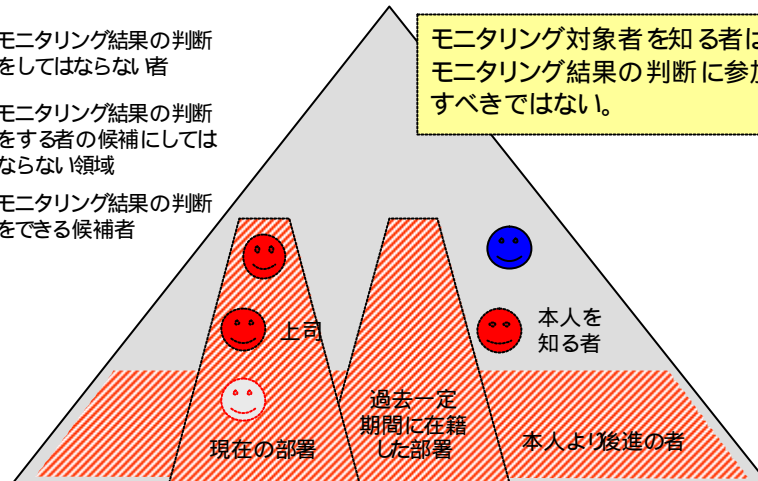 モニタリング結果の判断
をしてはならない者
モニタリング結果の判断
をする者の候補にしては
ならない領域
モニタリング結果の判断
をできる候補者
モニタリング対象者を知る者は
モニタリング結果の判断に参加
すべきではない。
上司
本人を
知る者
現在の部署
過去一定
期間に在籍
した部署
本人より後進の者